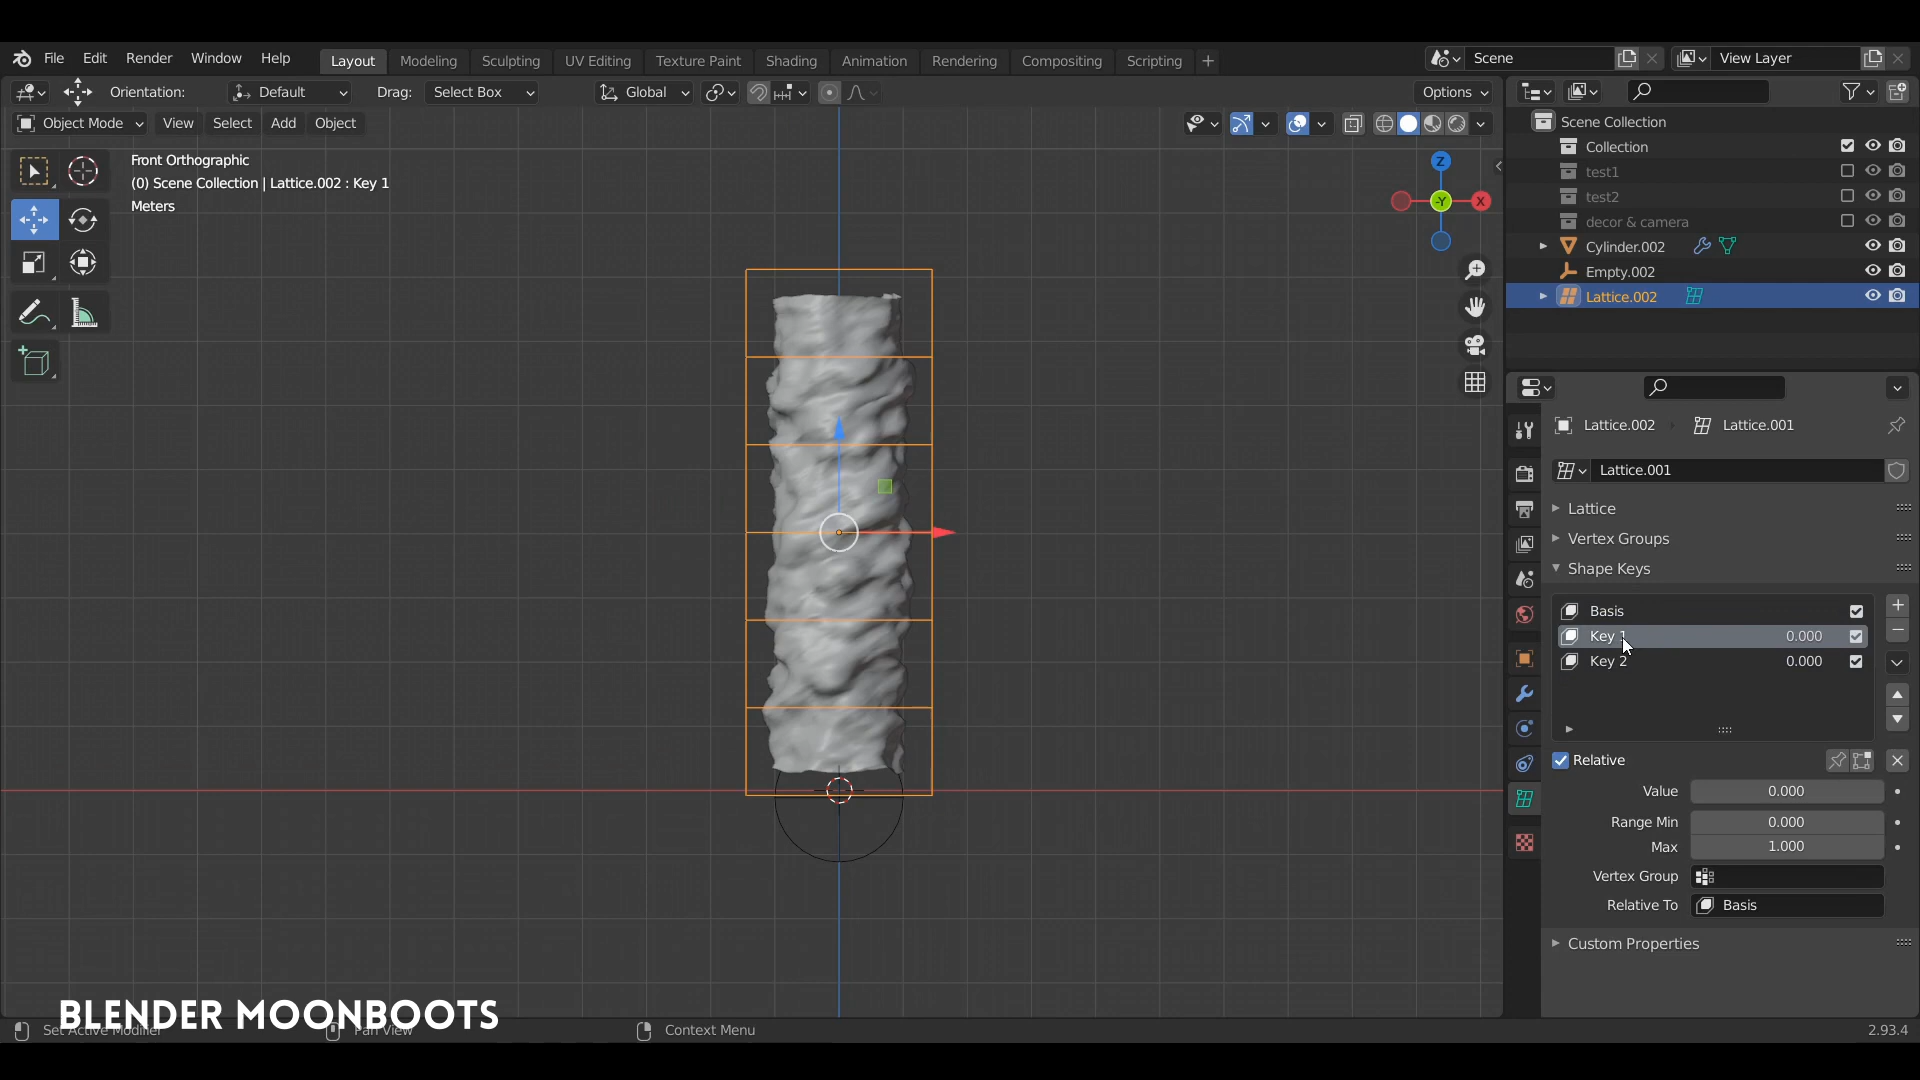 File Edit Render Window Help
Layout Modeling Sculpting UV Editing Texture Paint Shading Animation Rendering Compositing Scripting +
Scene
View Layer
Orientation: Default Drag: Select Box
Global
Options
Object Mode View Select Add Object
Front Orthographic
(0) Scene Collection | Lattice.002 : Key 1
Meters
Z
-Y
X
Scene Collection
Collection
test1
test2
decor & camera
Cylinder.002
Empty.002
Lattice.002
Lattice.002 Lattice.001
Lattice.001
Lattice
Vertex Groups
Shape Keys
Basis
Key 1 0.000
Key 2 0.000
Relative
Value 0.000
Range Min 0.000
Max 1.000
Vertex Group
Relative To Basis
Custom Properties
BLENDER MOONBOOTS
Set Active Modifier
Pan View
Context Menu
2.93.4